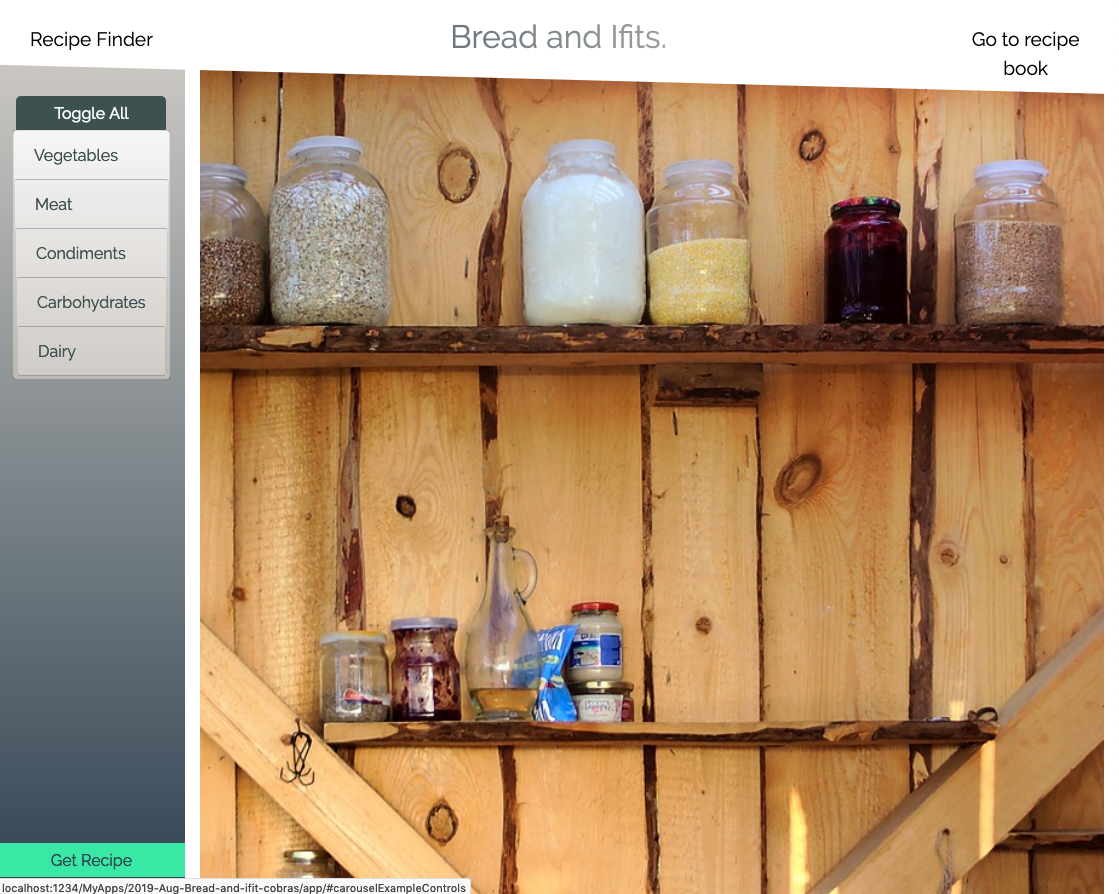 Recipe Finder
Bread and Ifits.
Go to recipe
book
Toggle All
Vegetables
Meat
Condiments
Carbohydrates
Dairy
Get Recipe
localhost:1234/MyApps/2019-Aug-Bread-and-ifit-cobras/app/#carouselExampleControls